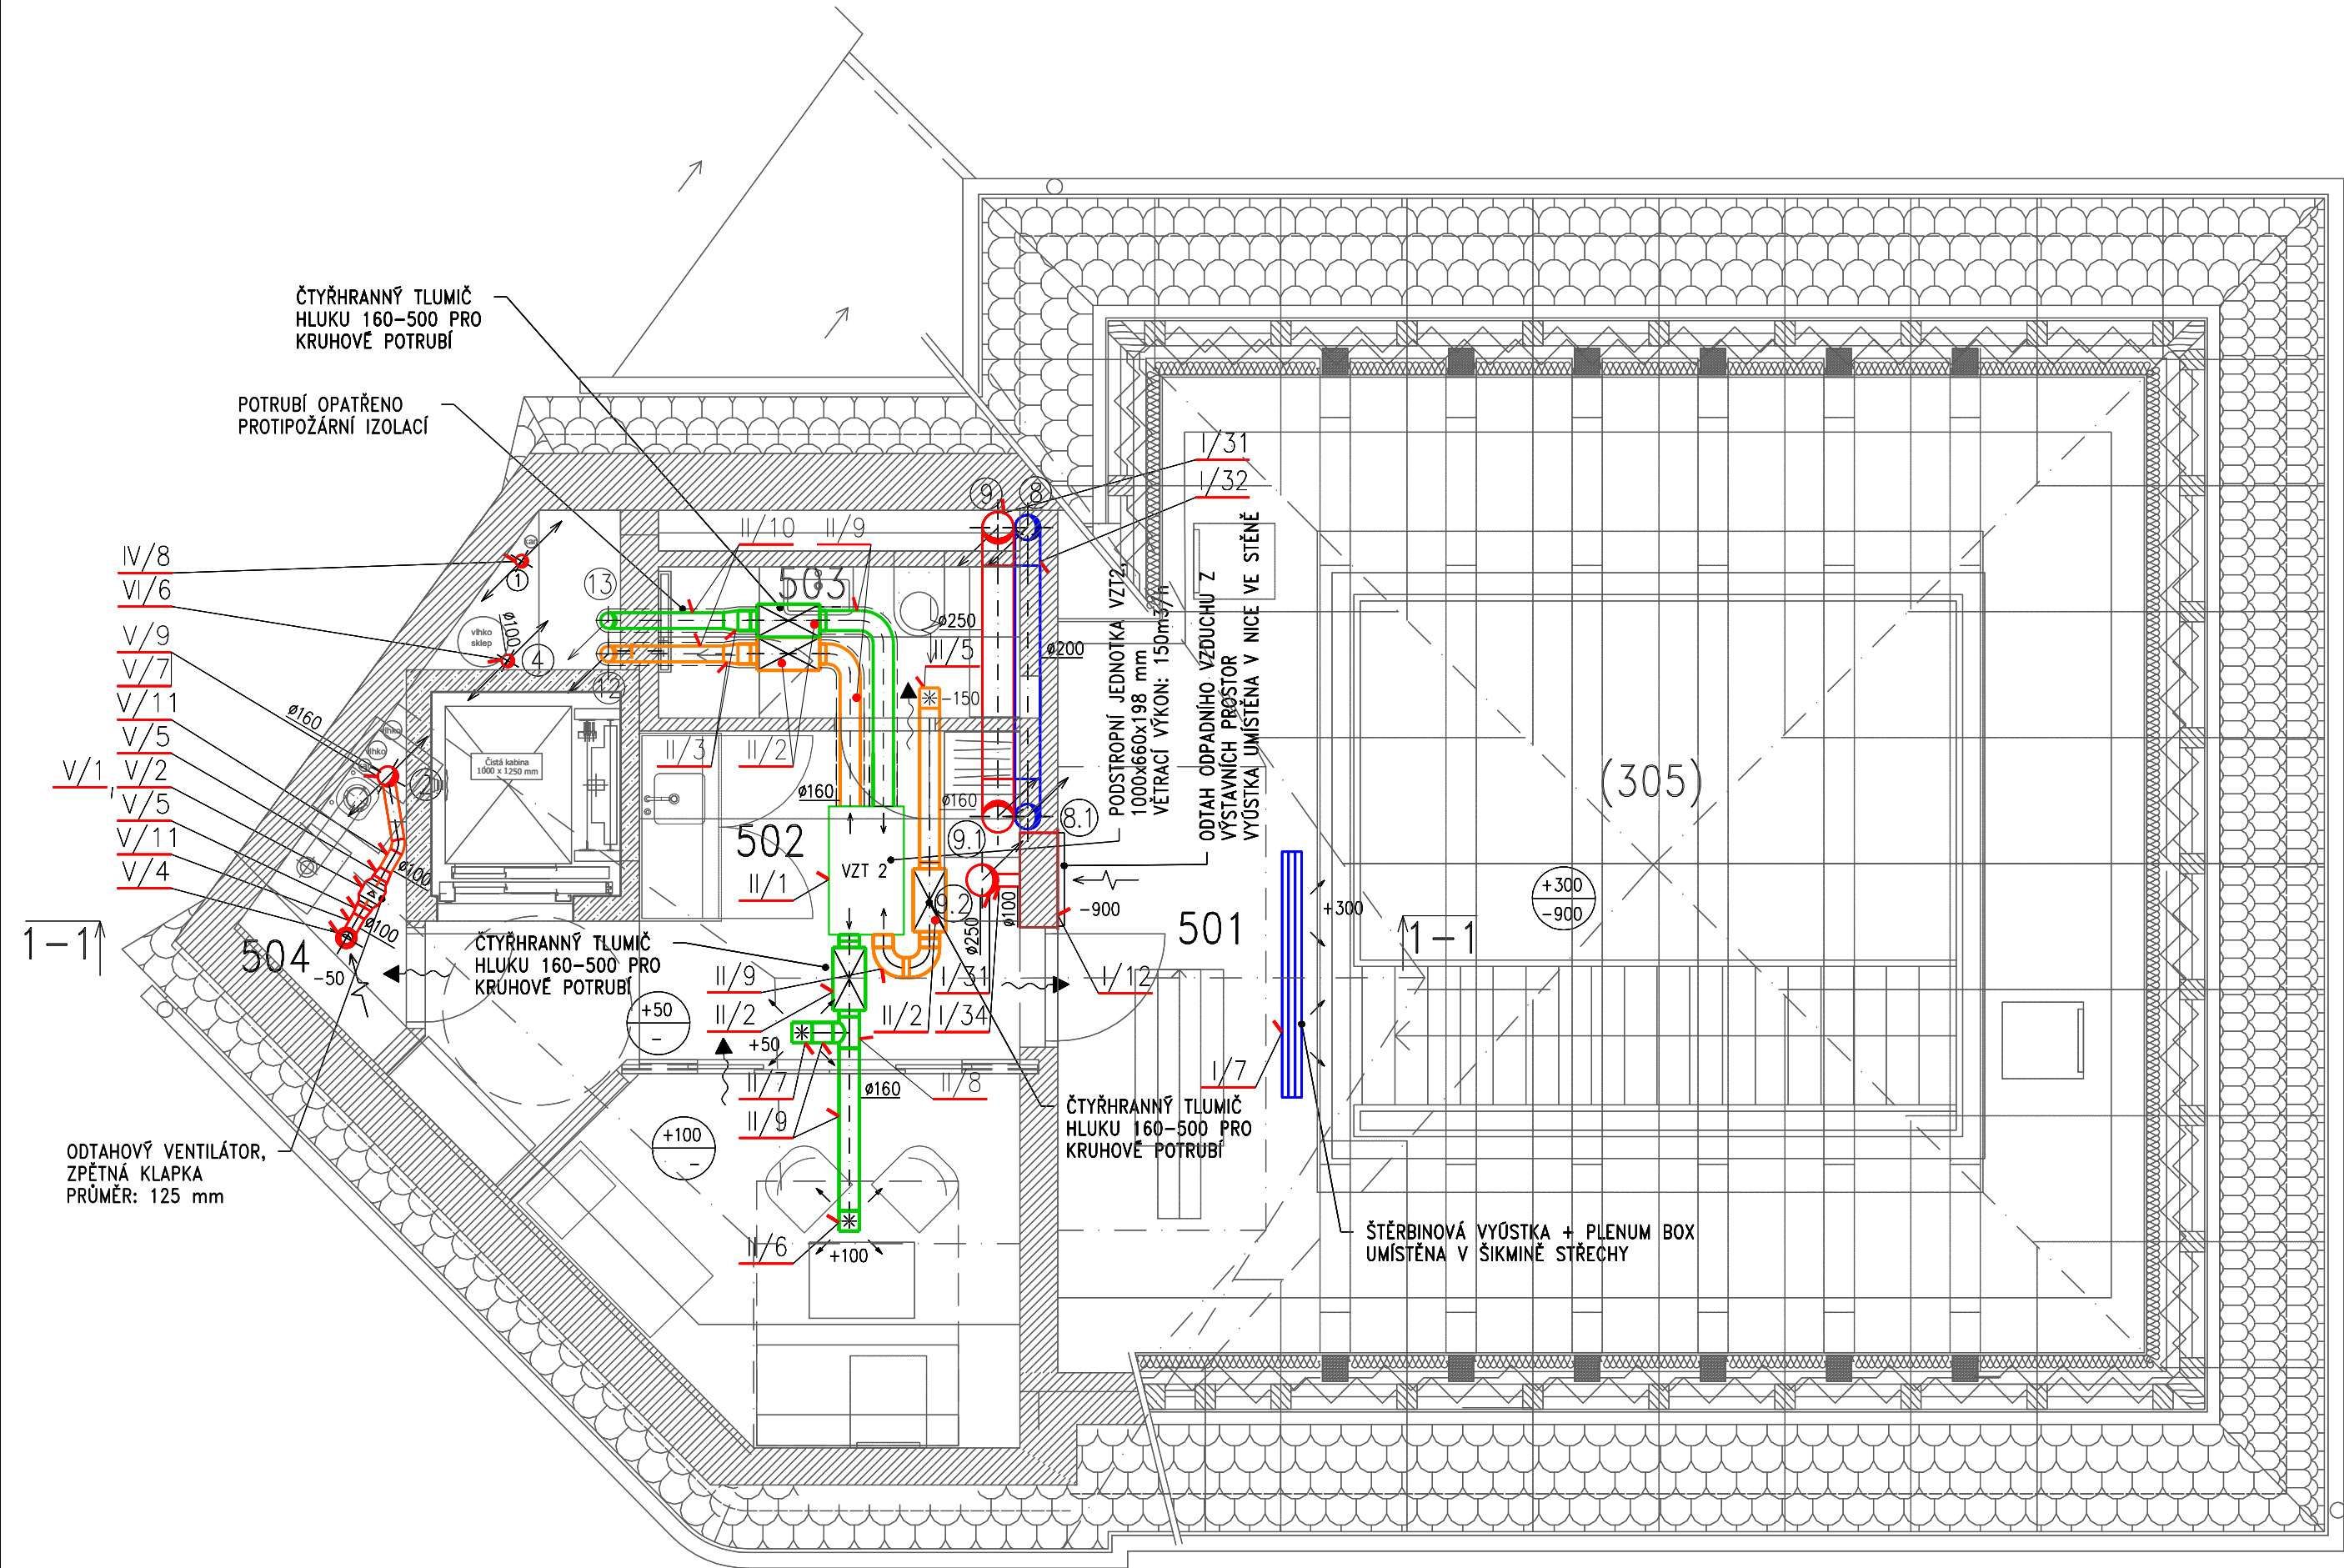 ČTYŘHRANNÝ TLUMIČ
HLUKU 160-500 PRO
KRUHOVÉ POTRUBÍ
POTRUBÍ OPATŘENO
PROTIPOŽÁRNÍ IZOLACÍ
I/31
I/32
9
8
II/10
II/9
IV/8
VI/6
V/9
V/7
V/11
V/5
V/1
V/2
V/5
V/11
V/4
kan
1
13
503
ø100
vlhko
sklep
4
12
ø250
II/5
ø200
-150
ø160
vlhko
vlhko
2
Čistá kabina
1000 x 1250 mm
II/3
II/2
ø160
ø160
PODSTROPNÍ JEDNOTKA VZT2,
1000x660x198 mm
VĚTRACÍ VÝKON: 150m3/h
ODTAH ODPADNÍHO VZDUCHU Z
VÝSTAVNÍCH PROSTOR
VYÚSTKA UMÍSTĚNA V NICE VE STĚNĚ
(305)
8.1
9.1
502
VZT 2
II/1
ø100
9.2
ø100
-900
ø250
+300
-900
+300
501
1-1
1-1
504
-50
ø100
ČTYŘHRANNÝ TLUMIČ
HLUKU 160-500 PRO
KRUHOVÉ POTRUBÍ
II/9
I/31
I/12
+50
-
II/2
II/2
I/34
+50
II/7
II/8
I/7
ø160
II/9
ČTYŘHRANNÝ TLUMIČ
HLUKU 160-500 PRO
KRUHOVÉ POTRUBÍ
+100
-
ODTAHOVÝ VENTILÁTOR,
ZPĚTNÁ KLAPKA
PRŮMĚR: 125 mm
II/6
+100
ŠTĚRBINOVÁ VYÚSTKA + PLENUM BOX
UMÍSTĚNA V ŠIKMINĚ STŘECHY